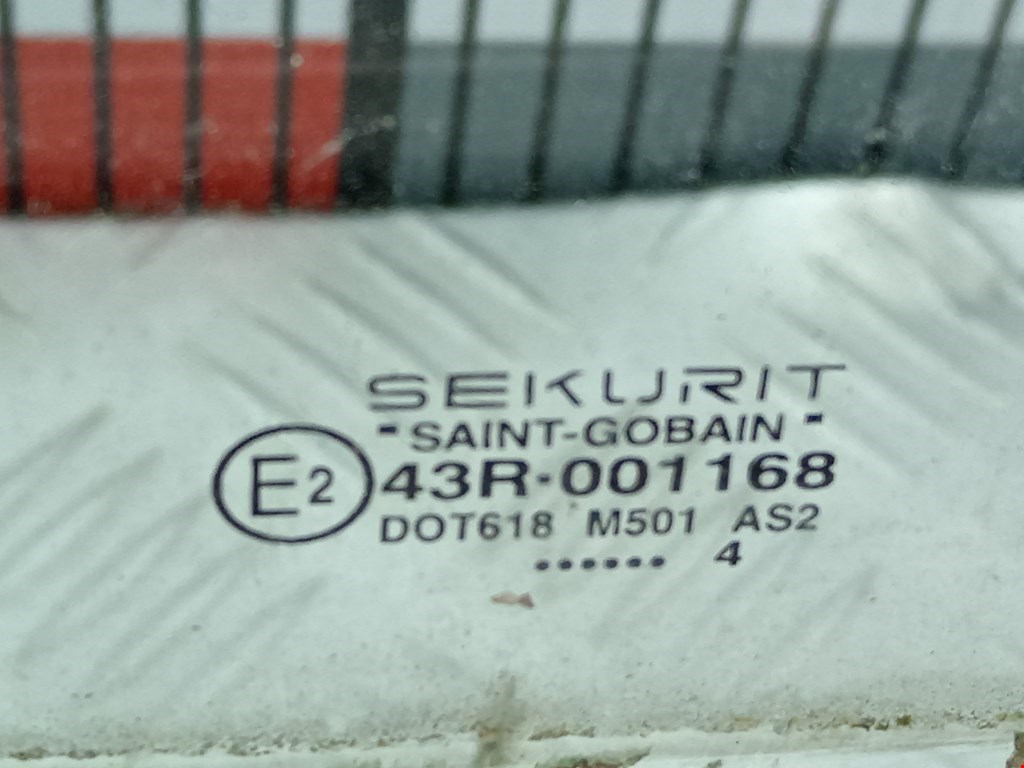 SEKURIT
- SAINT-GOBAIN -
E2 43R-001168
DOT618 M501 AS2
...... 4